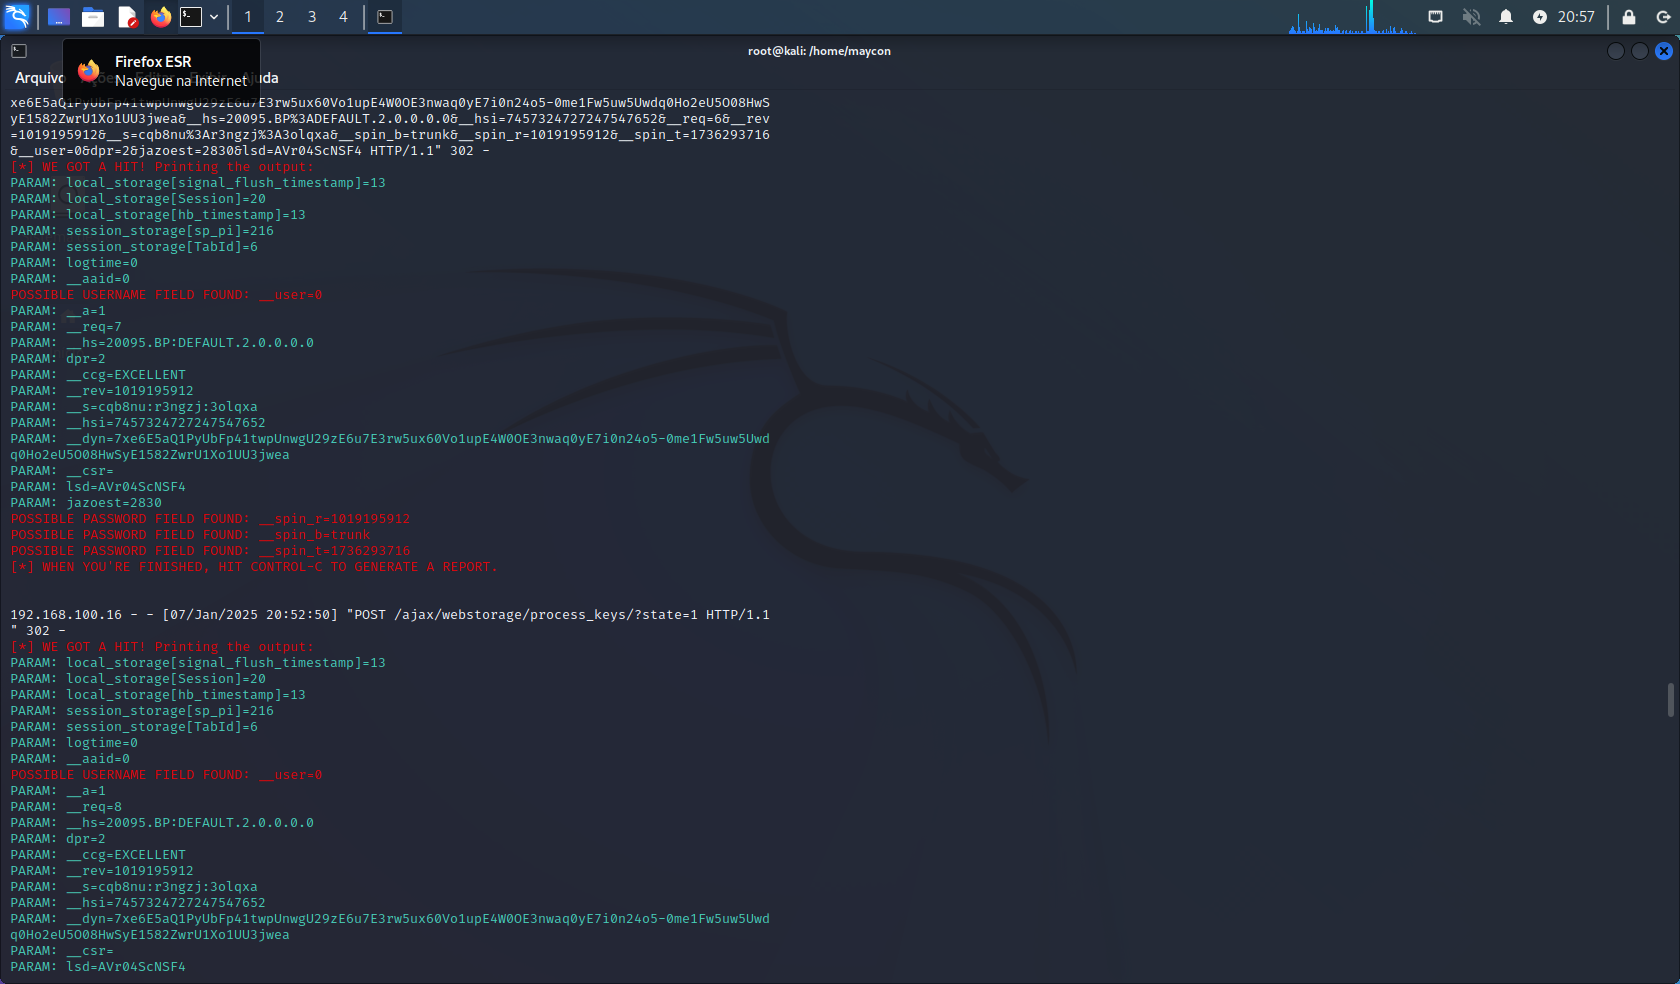 1 2 3 4
20:57
root@kali: /home/maycon
Arquivo Ajuda
Firefox ESR
Navegue na Internet
xe6E5aQ1PyUbFp41twpUnwgU29zE6u7E3rw5ux60Vo1upE4W0OE3nwaq0yE7i0n24o5-0me1Fw5uw5Uwdq0Ho2eU5O08HwS
yE1582ZwrU1Xo1UU3jwea&__hs=20095.BP%3ADEFAULT.2.0.0.0.0&__hsi=7457324727247547652&__req=6&__rev
=1019195912&__s=cqb8nu%3Ar3ngzj%3A3olqxa&__spin_b=trunk&__spin_r=1019195912&__spin_t=1736293716
&__user=0&dpr=2&jazoest=2830&lsd=AVr04ScNSF4 HTTP/1.1" 302 -
[*] WE GOT A HIT! Printing the output:
PARAM: local_storage[signal_flush_timestamp]=13
PARAM: local_storage[Session]=20
PARAM: local_storage[hb_timestamp]=13
PARAM: session_storage[sp_pi]=216
PARAM: session_storage[TabId]=6
PARAM: logtime=0
PARAM: __aaid=0
POSSIBLE USERNAME FIELD FOUND: __user=0
PARAM: __a=1
PARAM: __req=7
PARAM: __hs=20095.BP:DEFAULT.2.0.0.0.0
PARAM: dpr=2
PARAM: __ccg=EXCELLENT
PARAM: __rev=1019195912
PARAM: __s=cqb8nu:r3ngzj:3olqxa
PARAM: __hsi=7457324727247547652
PARAM: __dyn=7xe6E5aQ1PyUbFp41twpUnwgU29zE6u7E3rw5ux60Vo1upE4W0OE3nwaq0yE7i0n24o5-0me1Fw5uw5Uwd
q0Ho2eU5O08HwSyE1582ZwrU1Xo1UU3jwea
PARAM: __csr=
PARAM: lsd=AVr04ScNSF4
PARAM: jazoest=2830
POSSIBLE PASSWORD FIELD FOUND: __spin_r=1019195912
POSSIBLE PASSWORD FIELD FOUND: __spin_b=trunk
POSSIBLE PASSWORD FIELD FOUND: __spin_t=1736293716
[*] WHEN YOU'RE FINISHED, HIT CONTROL-C TO GENERATE A REPORT.
192.168.100.16 - - [07/Jan/2025 20:52:50] "POST /ajax/webstorage/process_keys/?state=1 HTTP/1.1
" 302 -
[*] WE GOT A HIT! Printing the output:
PARAM: local_storage[signal_flush_timestamp]=13
PARAM: local_storage[Session]=20
PARAM: local_storage[hb_timestamp]=13
PARAM: session_storage[sp_pi]=216
PARAM: session_storage[TabId]=6
PARAM: logtime=0
PARAM: __aaid=0
POSSIBLE USERNAME FIELD FOUND: __user=0
PARAM: __a=1
PARAM: __req=8
PARAM: __hs=20095.BP:DEFAULT.2.0.0.0.0
PARAM: dpr=2
PARAM: __ccg=EXCELLENT
PARAM: __rev=1019195912
PARAM: __s=cqb8nu:r3ngzj:3olqxa
PARAM: __hsi=7457324727247547652
PARAM: __dyn=7xe6E5aQ1PyUbFp41twpUnwgU29zE6u7E3rw5ux60Vo1upE4W0OE3nwaq0yE7i0n24o5-0me1Fw5uw5Uwd
q0Ho2eU5O08HwSyE1582ZwrU1Xo1UU3jwea
PARAM: __csr=
PARAM: lsd=AVr04ScNSF4